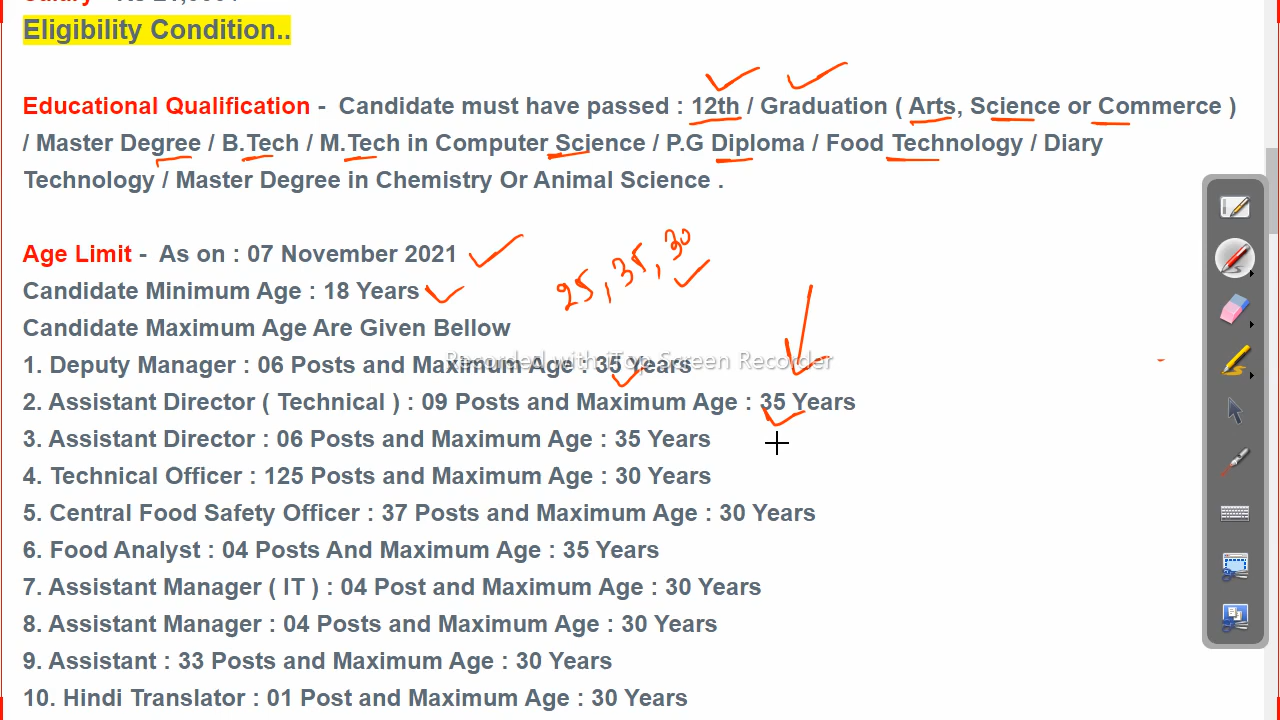 Eligibility Condition..
Educational Qualification - Candidate must have passed : 12th / Graduation ( Arts, Science or Commerce )
/ Master Degree / B.Tech / M.Tech in Computer Science / P.G Diploma / Food Technology / Diary
Technology / Master Degree in Chemistry Or Animal Science .
Age Limit - As on : 07 November 2021
25, 35, 30
Candidate Minimum Age : 18 Years
Candidate Maximum Age Are Given Bellow
Recorded with iTop Screen Recorder
1. Deputy Manager : 06 Posts and Maximum Age : 35 Years
2. Assistant Director ( Technical ) : 09 Posts and Maximum Age : 35 Years
3. Assistant Director : 06 Posts and Maximum Age : 35 Years
4. Technical Officer : 125 Posts and Maximum Age : 30 Years
5. Central Food Safety Officer : 37 Posts and Maximum Age : 30 Years
6. Food Analyst : 04 Posts And Maximum Age : 35 Years
7. Assistant Manager ( IT ) : 04 Post and Maximum Age : 30 Years
8. Assistant Manager : 04 Posts and Maximum Age : 30 Years
9. Assistant : 33 Posts and Maximum Age : 30 Years
10. Hindi Translator : 01 Post and Maximum Age : 30 Years